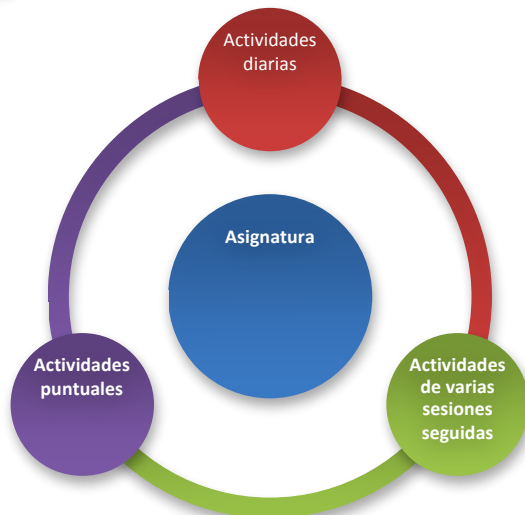 Actividades
diarias
Asignatura
Actividades
puntuales
Actividades
de varias
sesiones
seguidas